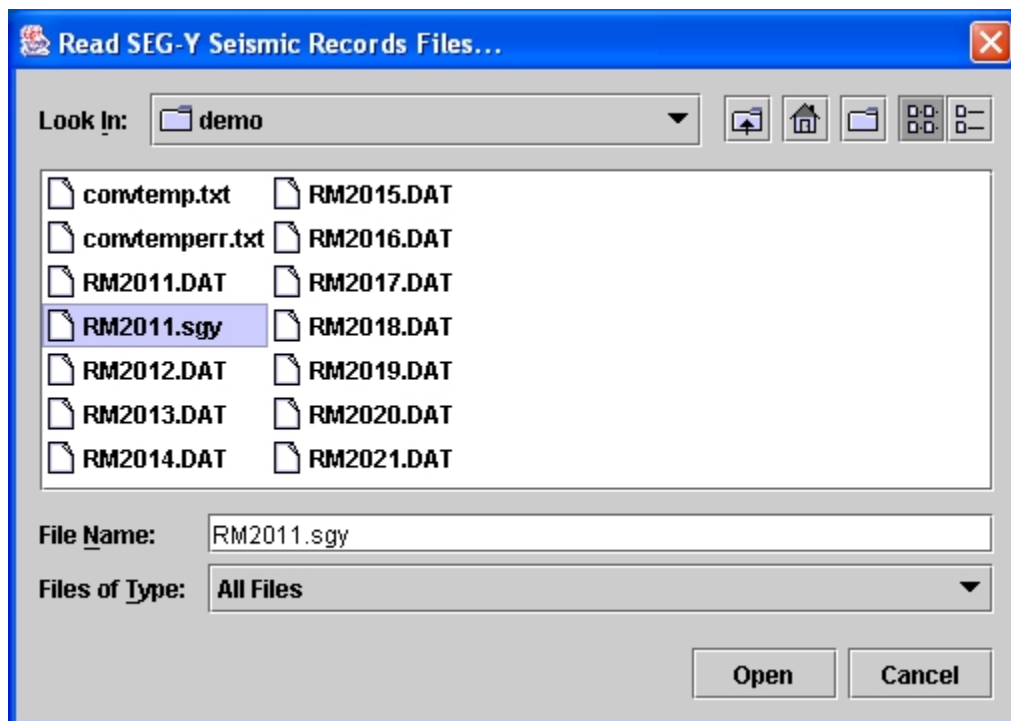 Read SEG-Y Seismic Records Files...
Look In: demo
convtemp.txt
convtemperr.txt
RM2011.DAT
RM2011.sgy
RM2012.DAT
RM2013.DAT
RM2014.DAT
RM2015.DAT
RM2016.DAT
RM2017.DAT
RM2018.DAT
RM2019.DAT
RM2020.DAT
RM2021.DAT
File Name: RM2011.sgy
Files of Type: All Files
Open Cancel